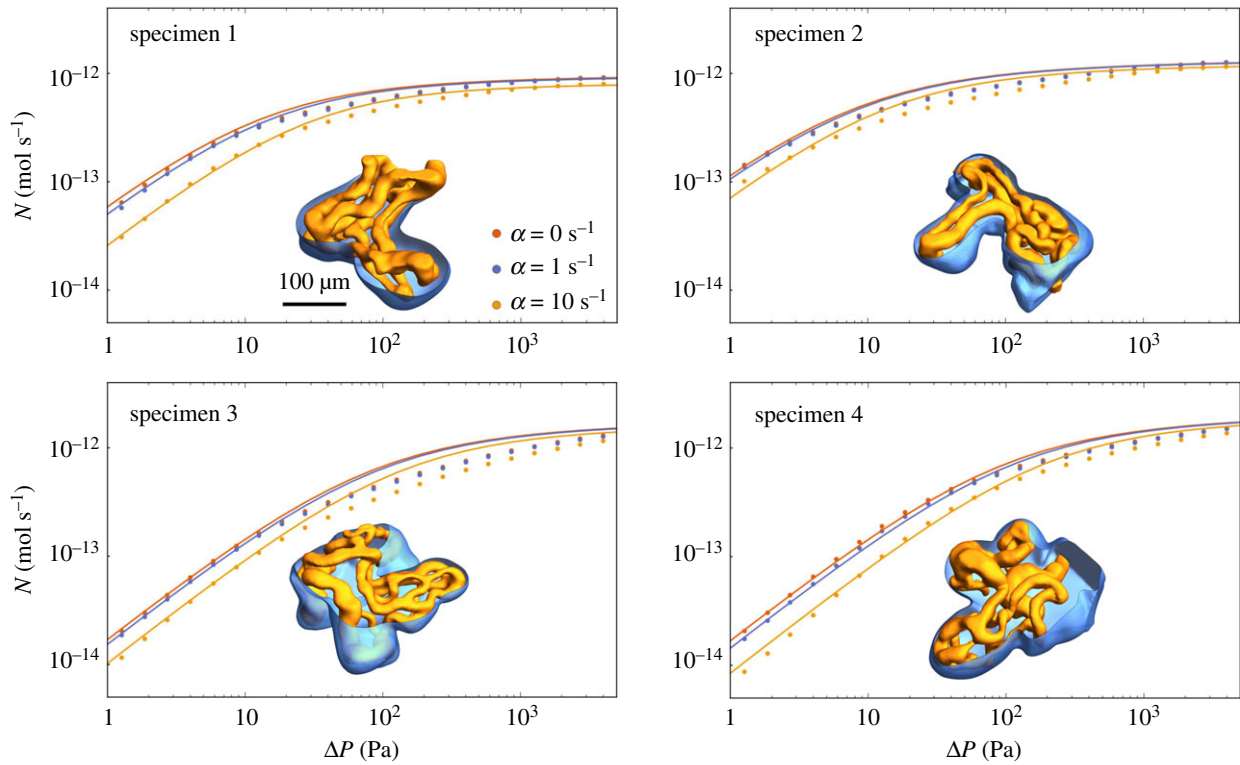 specimen 1
10⁻¹²
10⁻¹³
10⁻¹⁴
N (mol s⁻¹)
α = 0 s⁻¹
α = 1 s⁻¹
α = 10 s⁻¹
100 μm
1 10 10² 10³
specimen 2
10⁻¹²
10⁻¹³
10⁻¹⁴
1 10 10² 10³
specimen 3
10⁻¹²
10⁻¹³
10⁻¹⁴
N (mol s⁻¹)
1 10 10² 10³
ΔP (Pa)
specimen 4
10⁻¹²
10⁻¹³
10⁻¹⁴
1 10 10² 10³
ΔP (Pa)